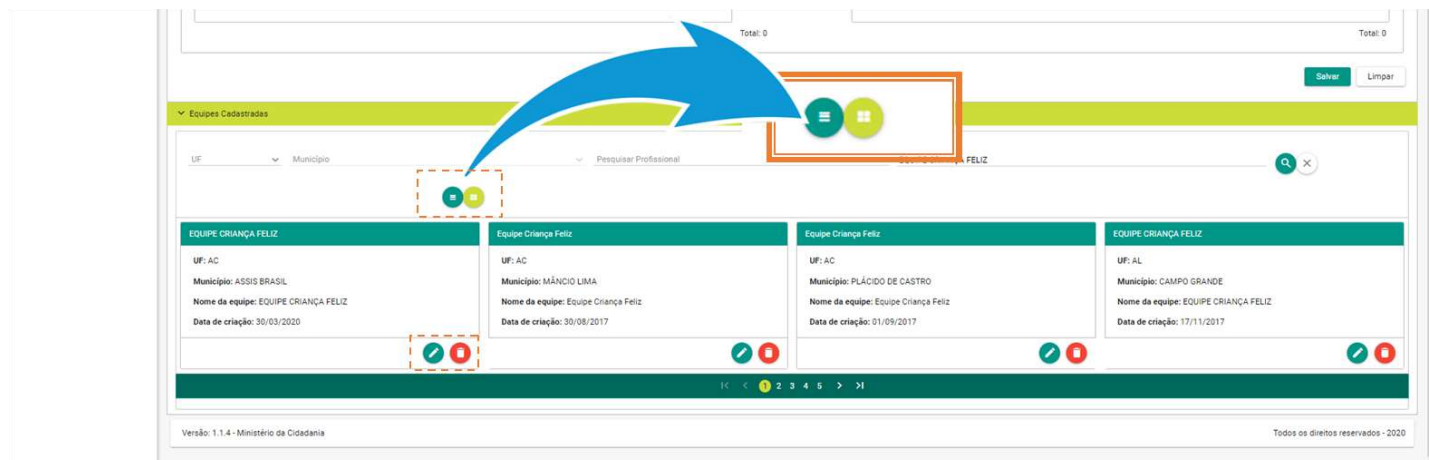 Total: 0
Total: 0
Salvar
Limpar
Equipes Cadastradas
UF
Município
Pesquisar Profissional
FELIZ
EQUIPE CRIANÇA FELIZ
UF: AC
Município: ASSIS BRASIL
Nome da equipe: EQUIPE CRIANÇA FELIZ
Data de criação: 30/03/2020
Equipe Criança Feliz
UF: AC
Município: MÂNCIO LIMA
Nome da equipe: Equipe Criança Feliz
Data de criação: 30/08/2017
Equipe Criança Feliz
UF: AC
Município: PLÁCIDO DE CASTRO
Nome da equipe: Equipe Criança Feliz
Data de criação: 01/09/2017
EQUIPE CRIANÇA FELIZ
UF: AL
Município: CAMPO GRANDE
Nome da equipe: EQUIPE CRIANÇA FELIZ
Data de criação: 17/11/2017
1 2 3 4 5
Versão: 1.1.4 - Ministério da Cidadania
Todos os direitos reservados - 2020